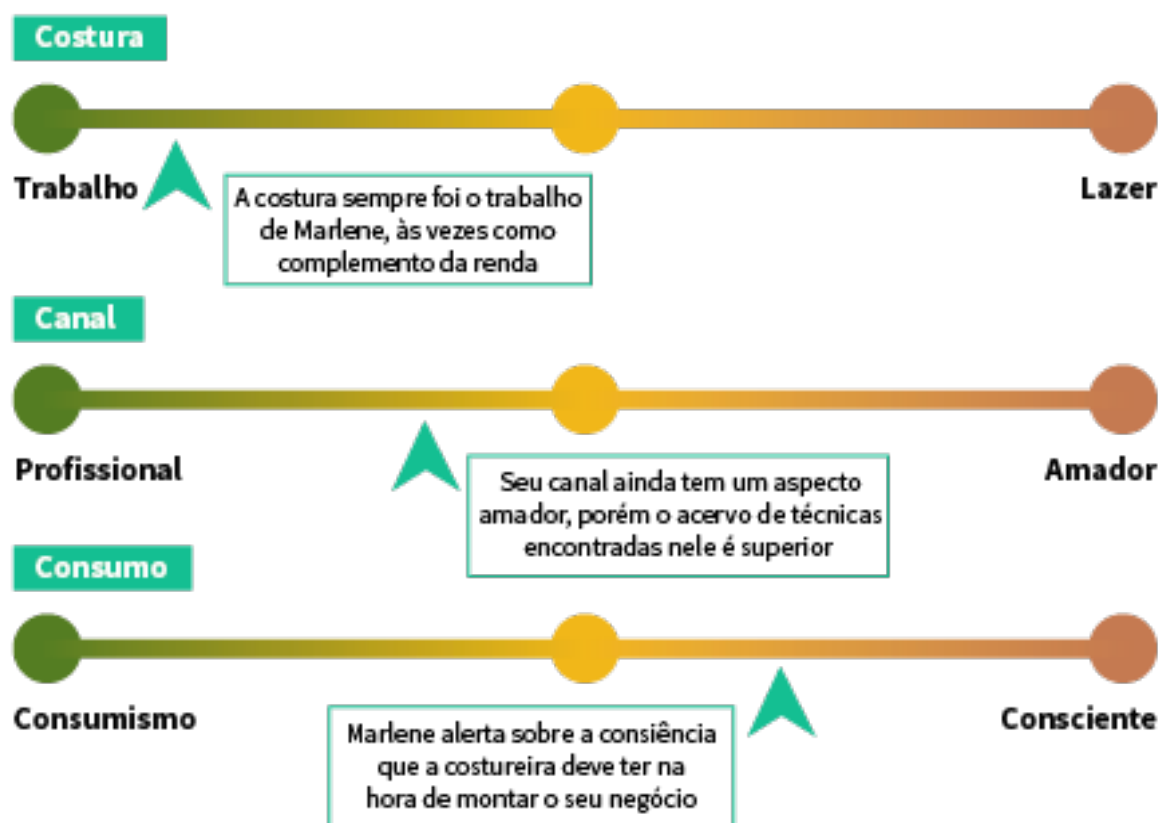 Costura
Trabalho
Lazer
A costura sempre foi o trabalho
de Marlene, às vezes como
complemento da renda
Canal
Profissional
Amador
Seu canal ainda tem um aspecto
amador, porém o acervo de técnicas
encontradas nele é superior
Consumo
Consumismo
Consciente
Marlene alerta sobre a consiência
que a costureira deve ter na
hora de montar o seu negócio